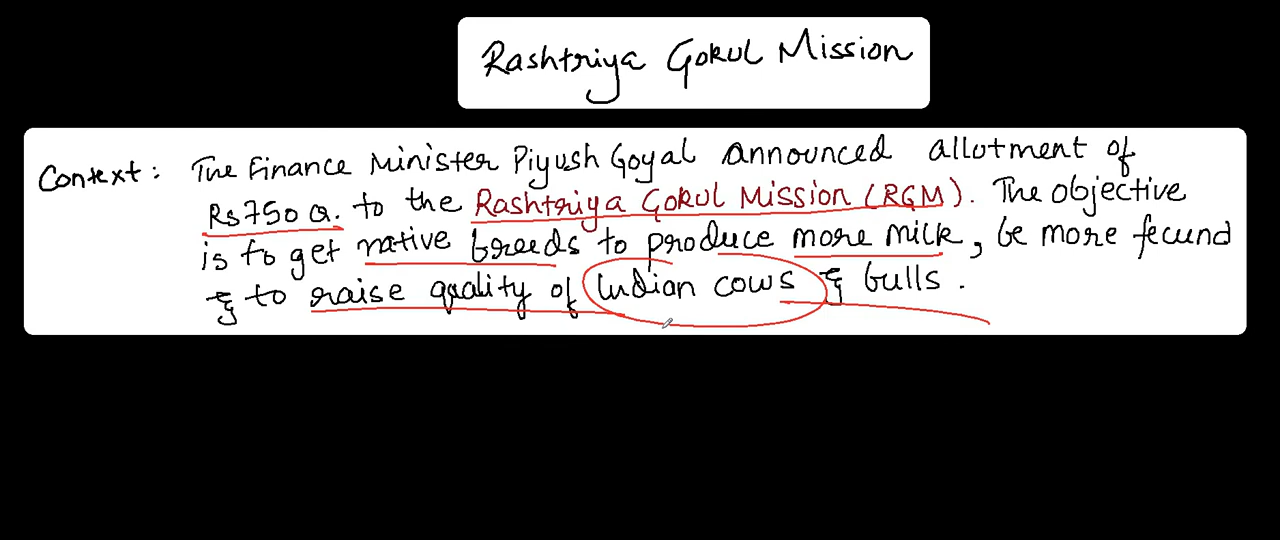 Rashtriya Gokul Mission
Context: The Finance Minister Piyush Goyal announced allotment of
Rs750 Cr. to the Rashtriya Gokul Mission (RGM). The objective
is to get native breeds to produce more milk, be more fecund
& to raise quality of Indian cows & bulls.